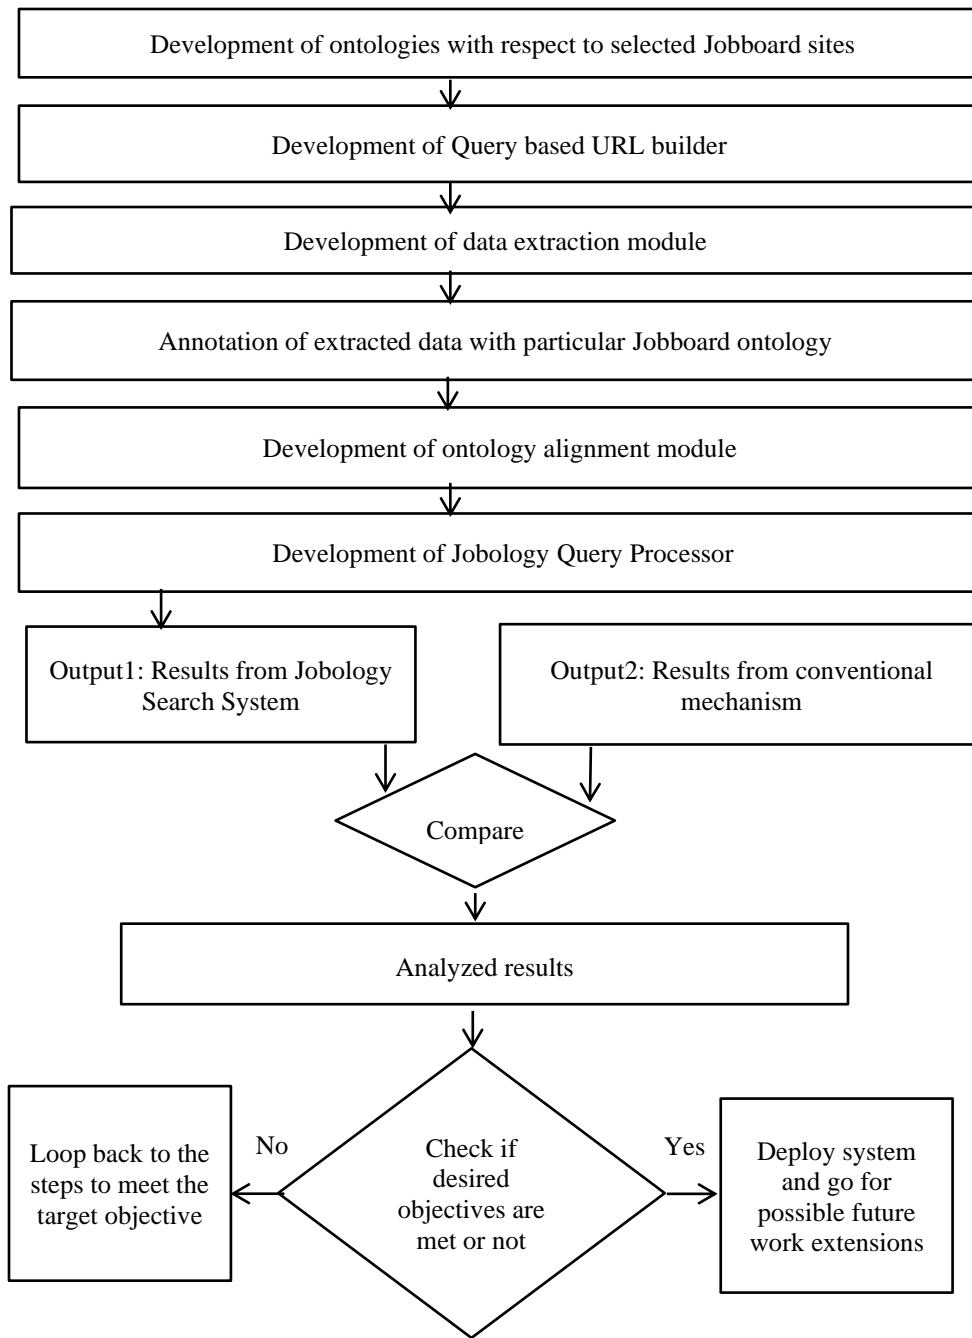 Development of ontologies with respect to selected Jobboard sites
Development of Query based URL builder
Development of data extraction module
Annotation of extracted data with particular Jobboard ontology
Development of ontology alignment module
Development of Jobology Query Processor
Output1: Results from Jobology
Search System
Output2: Results from conventional
mechanism
Compare
Analyzed results
No
Loop back to the
steps to meet the
target objective
Check if
desired
objectives are
met or not
Yes
Deploy system
and go for
possible future
work extensions